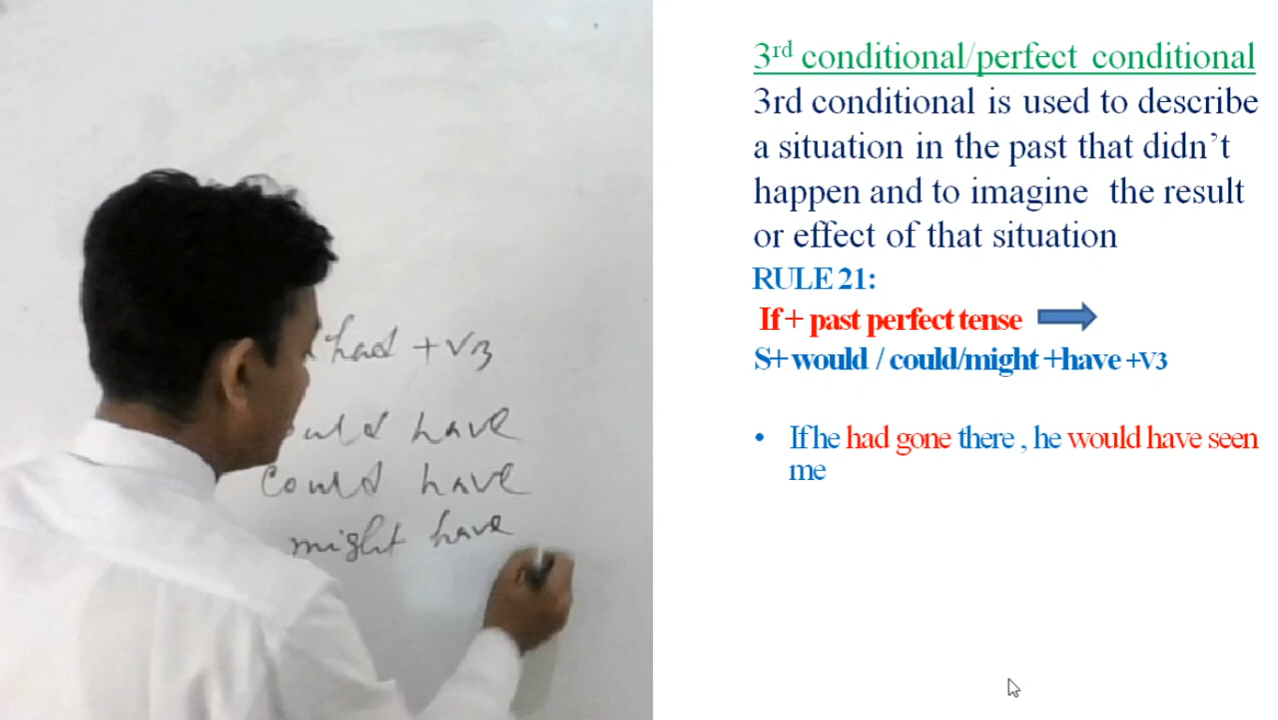 had + V3
ould have
could have
might have
3rd conditional/perfect conditional
3rd conditional is used to describe
a situation in the past that didn't
happen and to imagine the result
or effect of that situation
RULE 21:
If + past perfect tense
S+ would / could/might +have +V3
• If he had gone there , he would have seen
me